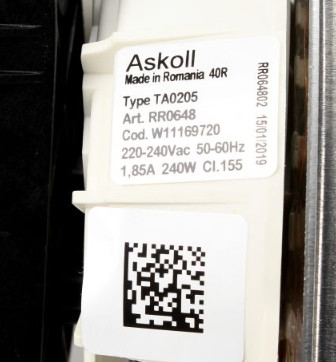 Askoll
Made in Romania 40R
Type TA0205
Art. RR0648
Cod. W11169720
220-240Vac 50-60Hz
1,85A 240W Cl.155
RR064802 15/01/2019